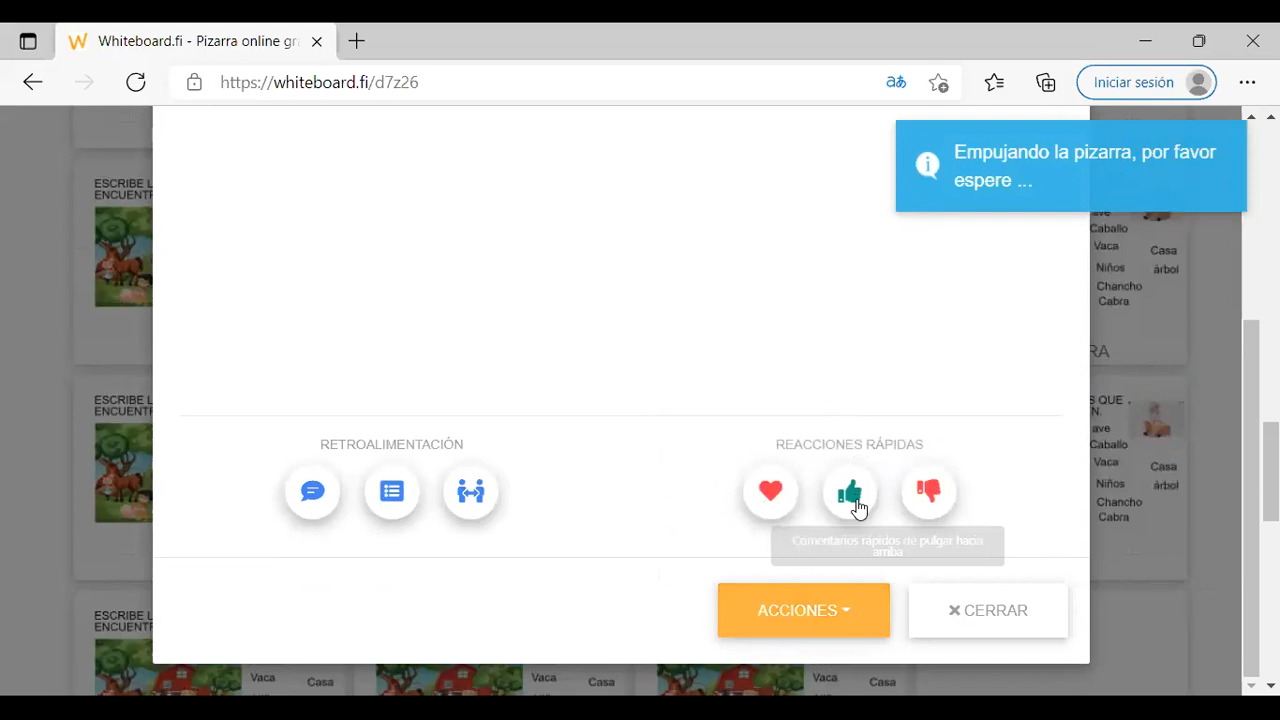 Whiteboard.fi - Pizarra online gr
https://whiteboard.fi/d7z26
aあ
Iniciar sesión
Empujando la pizarra, por favor
espere ...
ESCRIBE L
ENCUENTR
ave
Caballo
Vaca
Casa
Niños
árbol
Chancho
Cabra
RA
ESCRIBE L
ENCUENTR
S QUE
N.
ave
Caballo
Vaca
Casa
Niños
árbol
Chancho
Cabra
RETROALIMENTACIÓN
REACCIONES RÁPIDAS
Comentarios rápidos de pulgar hacia
arriba
ACCIONES
CERRAR
ESCRIBE L
ENCUENTR
Vaca
Casa
Vaca
Casa
Vaca
Casa